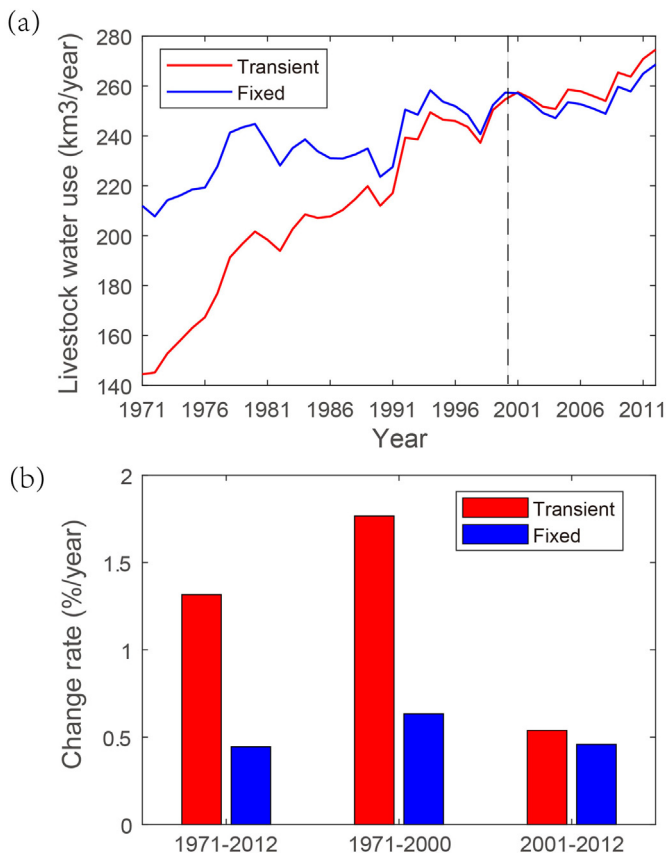 (a)
280
260
240
220
200
180
160
140
Livestock water use (km3/year)
Transient
Fixed
1971 1976 1981 1986 1991 1996 2001 2006 2011
Year
(b)
2
1.5
1
0.5
0
Change rate (%/year)
Transient
Fixed
1971-2012 1971-2000 2001-2012